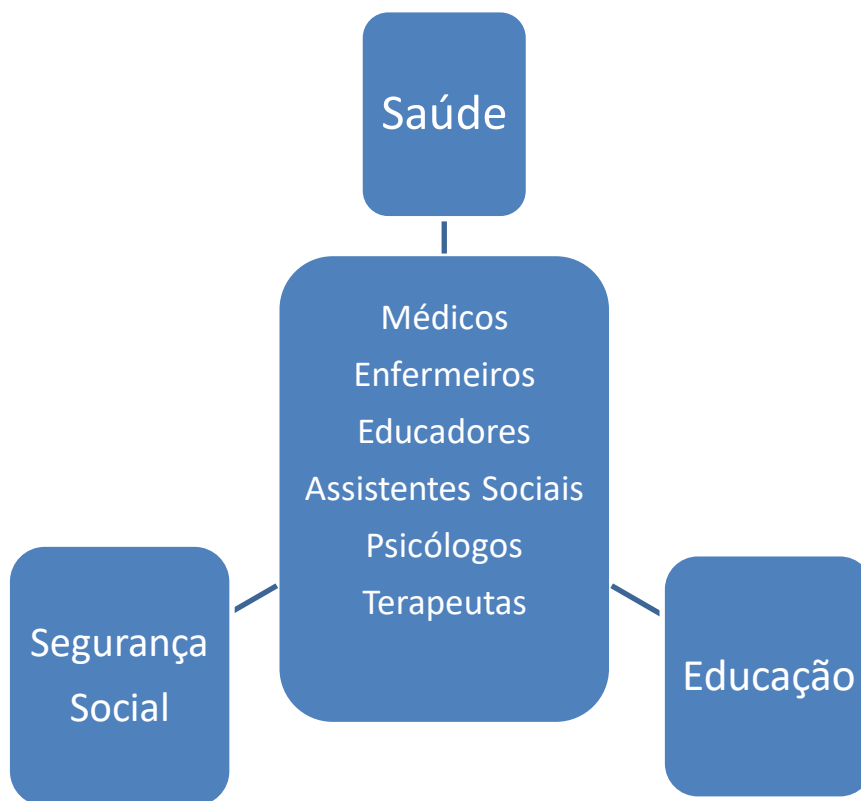 Saúde
Médicos
Enfermeiros
Educadores
Assistentes Sociais
Psicólogos
Terapeutas
Segurança
Social
Educação